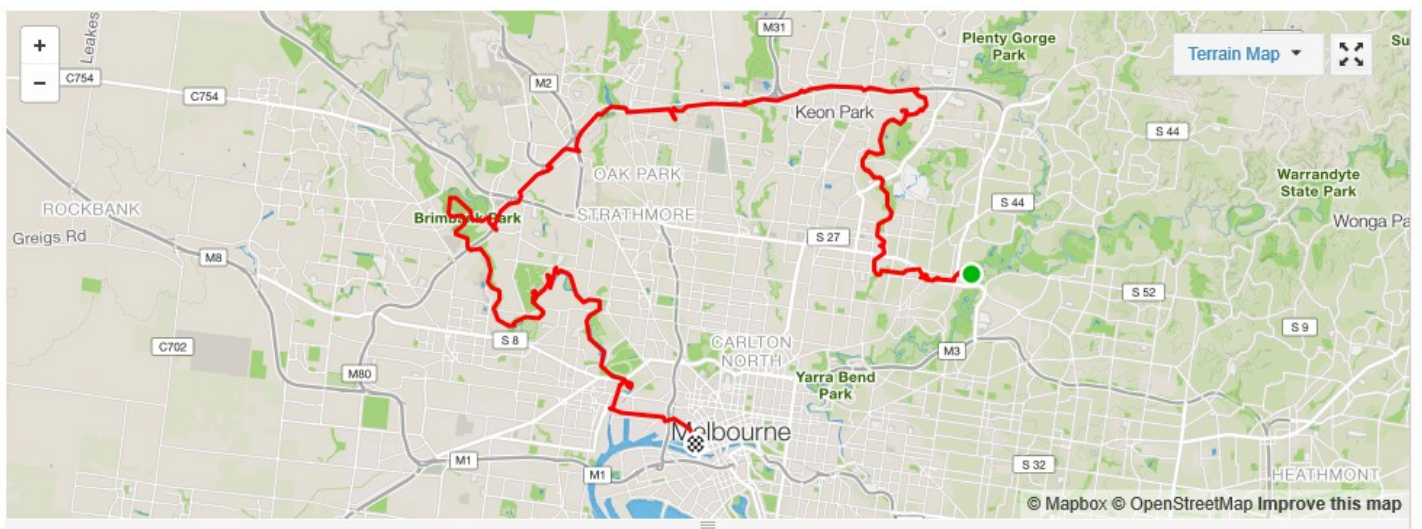 +
−
Leakes
C754
C754
M2
M31
Plenty Gorge
Park
Terrain Map
Su
Keon Park
S 44
OAK PARK
Warrandyte
State Park
ROCKBANK
Brimbank Park
STRATHMORE
S 44
Wonga Pa
Greigs Rd
S 27
M8
S 52
S 9
S 8
C702
CARLTON
NORTH
M3
M80
Yarra Bend
Park
Melbourne
M1
M1
S 32
HEATHMONT
© Mapbox © OpenStreetMap Improve this map